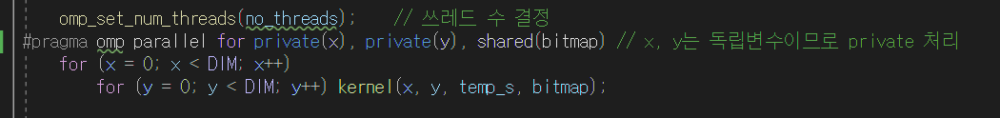 omp_set_num_threads(no_threads); // 쓰레드 수 결정
#pragma omp parallel for private(x), private(y), shared(bitmap) // x, y는 독립변수이므로 private 처리
for (x = 0; x < DIM; x++)
for (y = 0; y < DIM; y++) kernel(x, y, temp_s, bitmap);